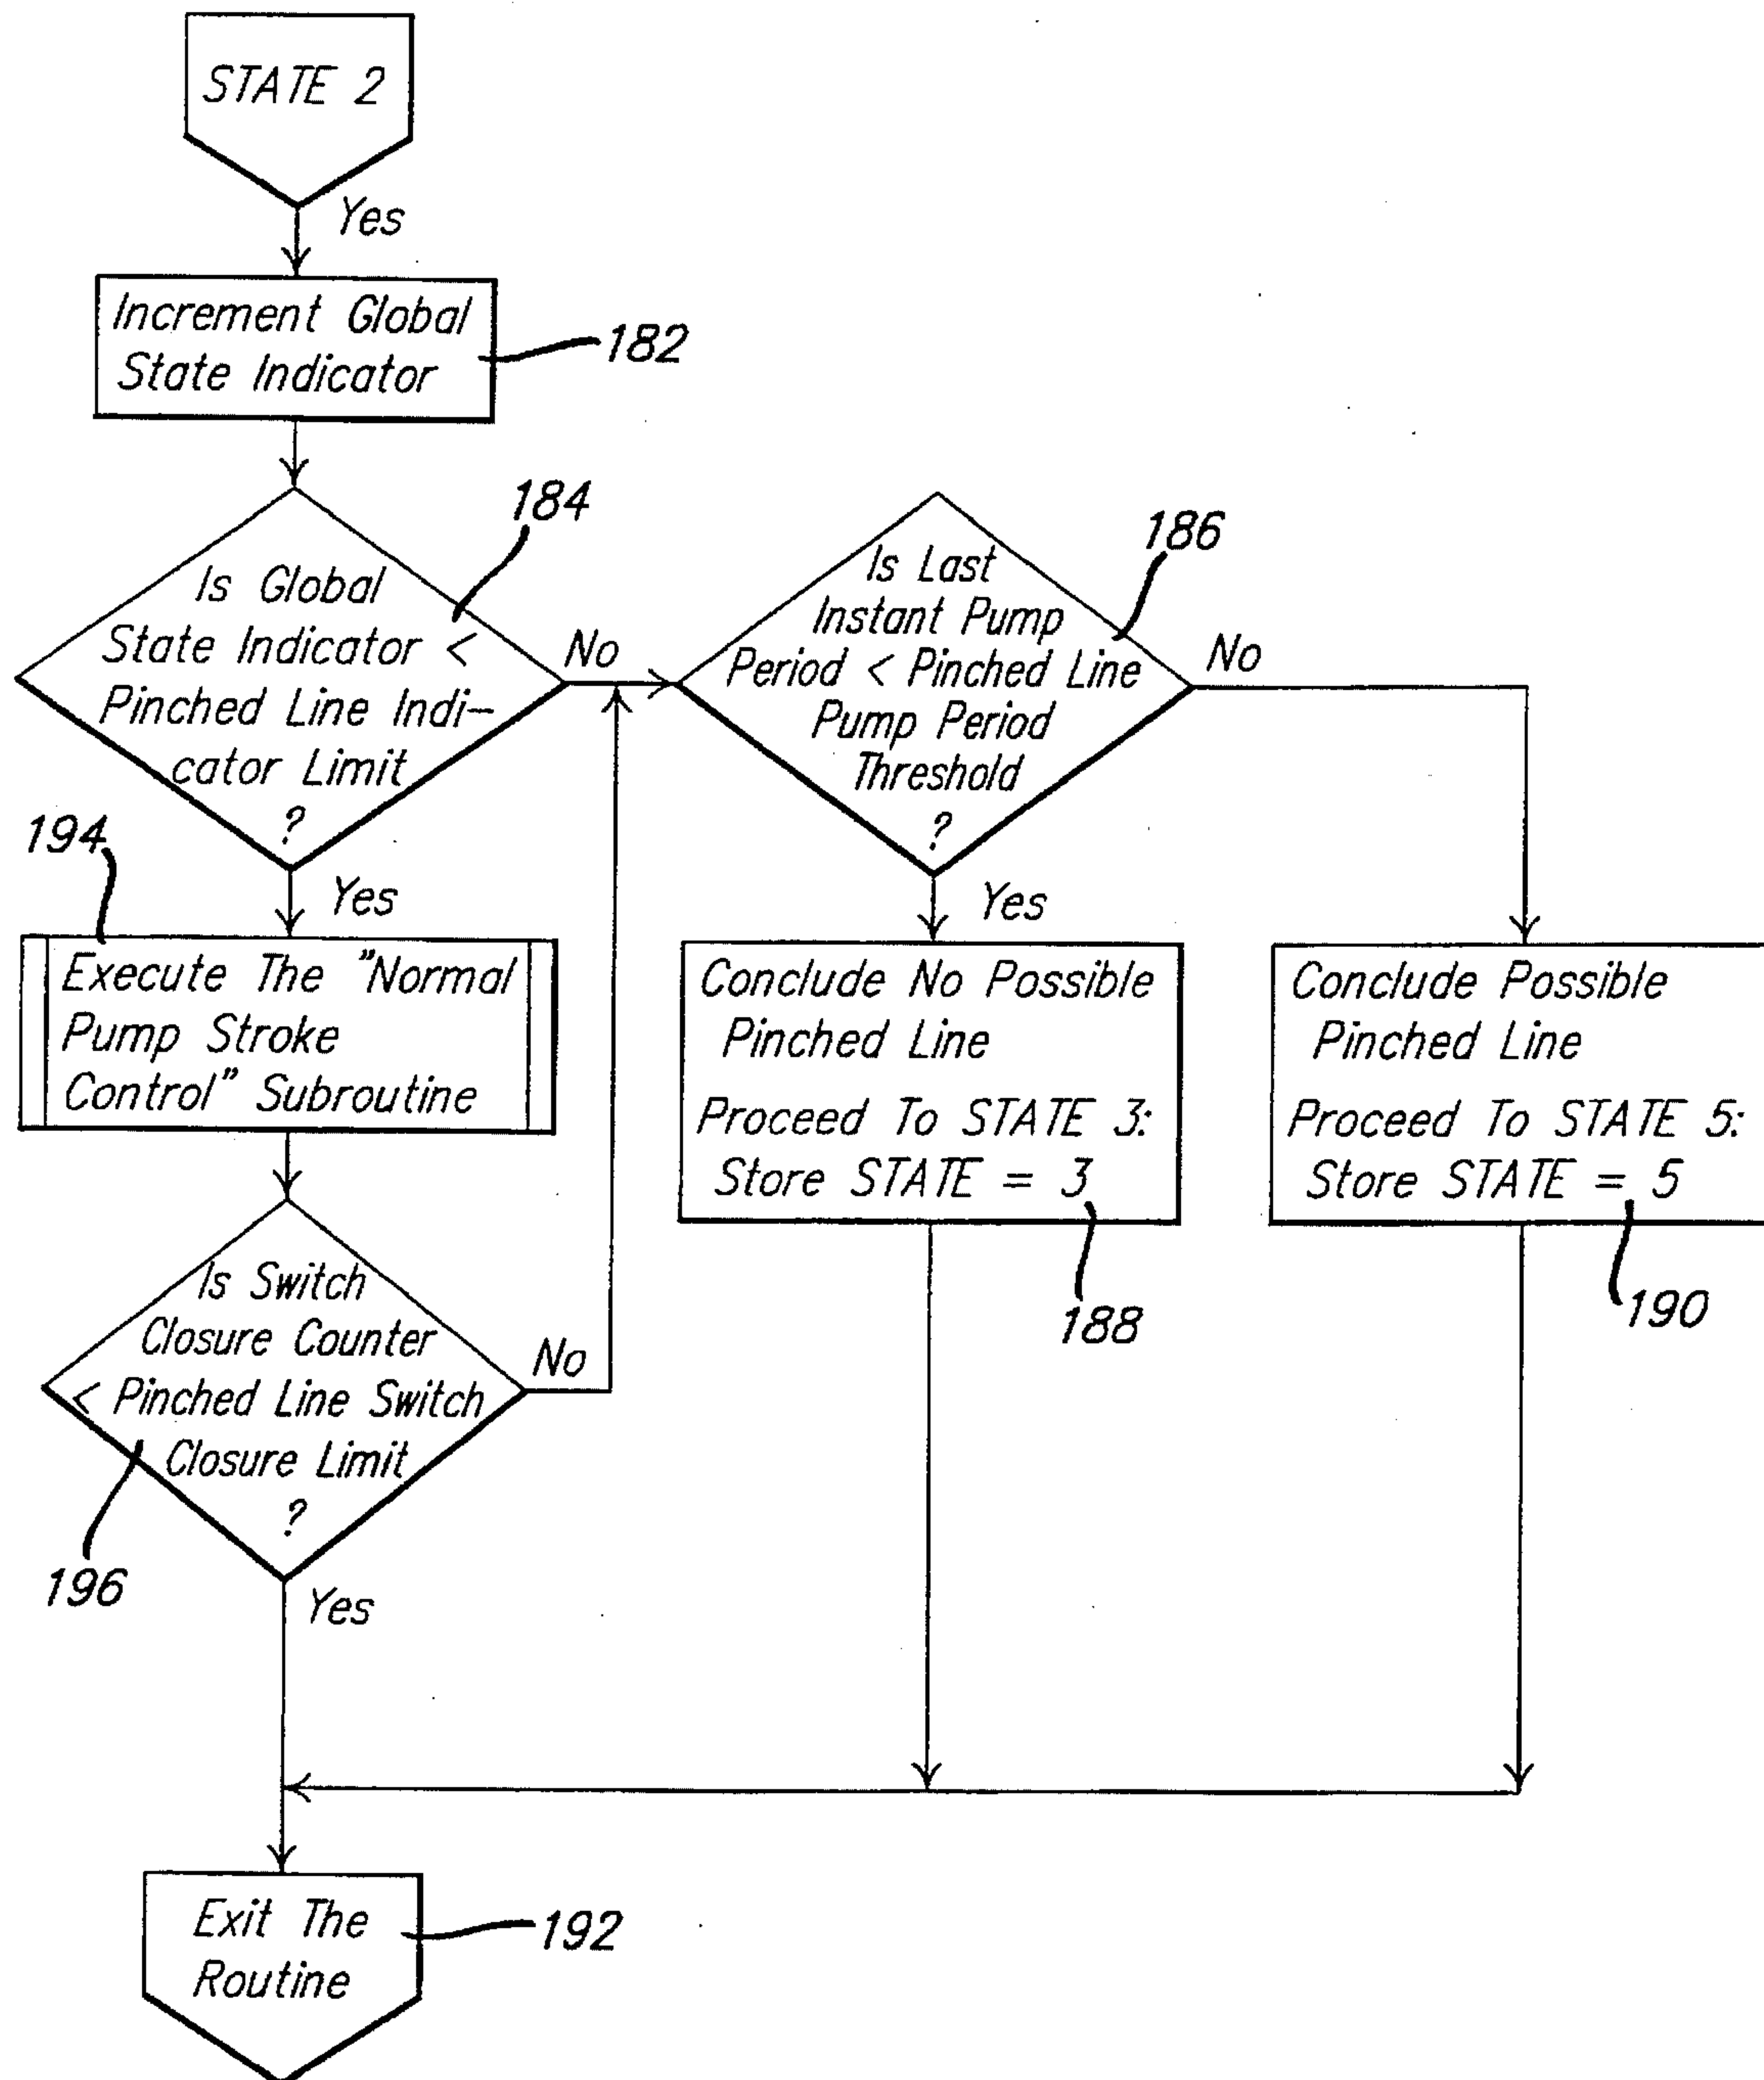 STATE 2
Yes
Increment Global
State Indicator
182
184
Is Global
State Indicator <
Pinched Line Indi-
cator Limit
?
No
186
Is Last
Instant Pump
Period < Pinched Line
Pump Period
Threshold
?
No
194
Yes
Yes
Execute The "Normal
Pump Stroke
Control" Subroutine
Conclude No Possible
Pinched Line
Proceed To STATE 3:
Store STATE = 3
188
Conclude Possible
Pinched Line
Proceed To STATE 5:
Store STATE = 5
190
Is Switch
Closure Counter
< Pinched Line Switch
Closure Limit
?
No
196
Yes
Exit The
Routine
192